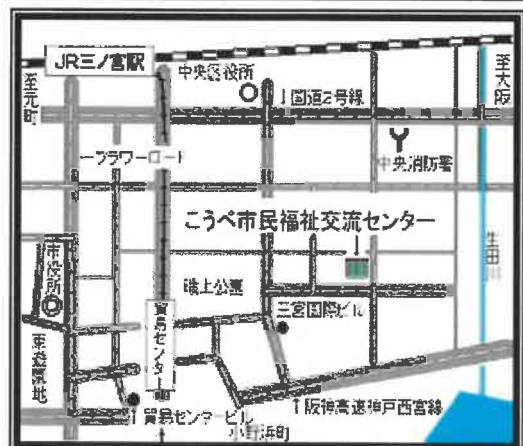 JR三ノ宮駅
中央区役所
至元町
↓国道2号線
至大阪
Y
中央消防署
←フラワーロード
こうべ市民福祉交流センター
市役所
磯上公園
生田川
三宮国際ビル
東遊園地
貿易センター駅
↑貿易センタービル
小野浜町
↑阪神高速神戸西宮線